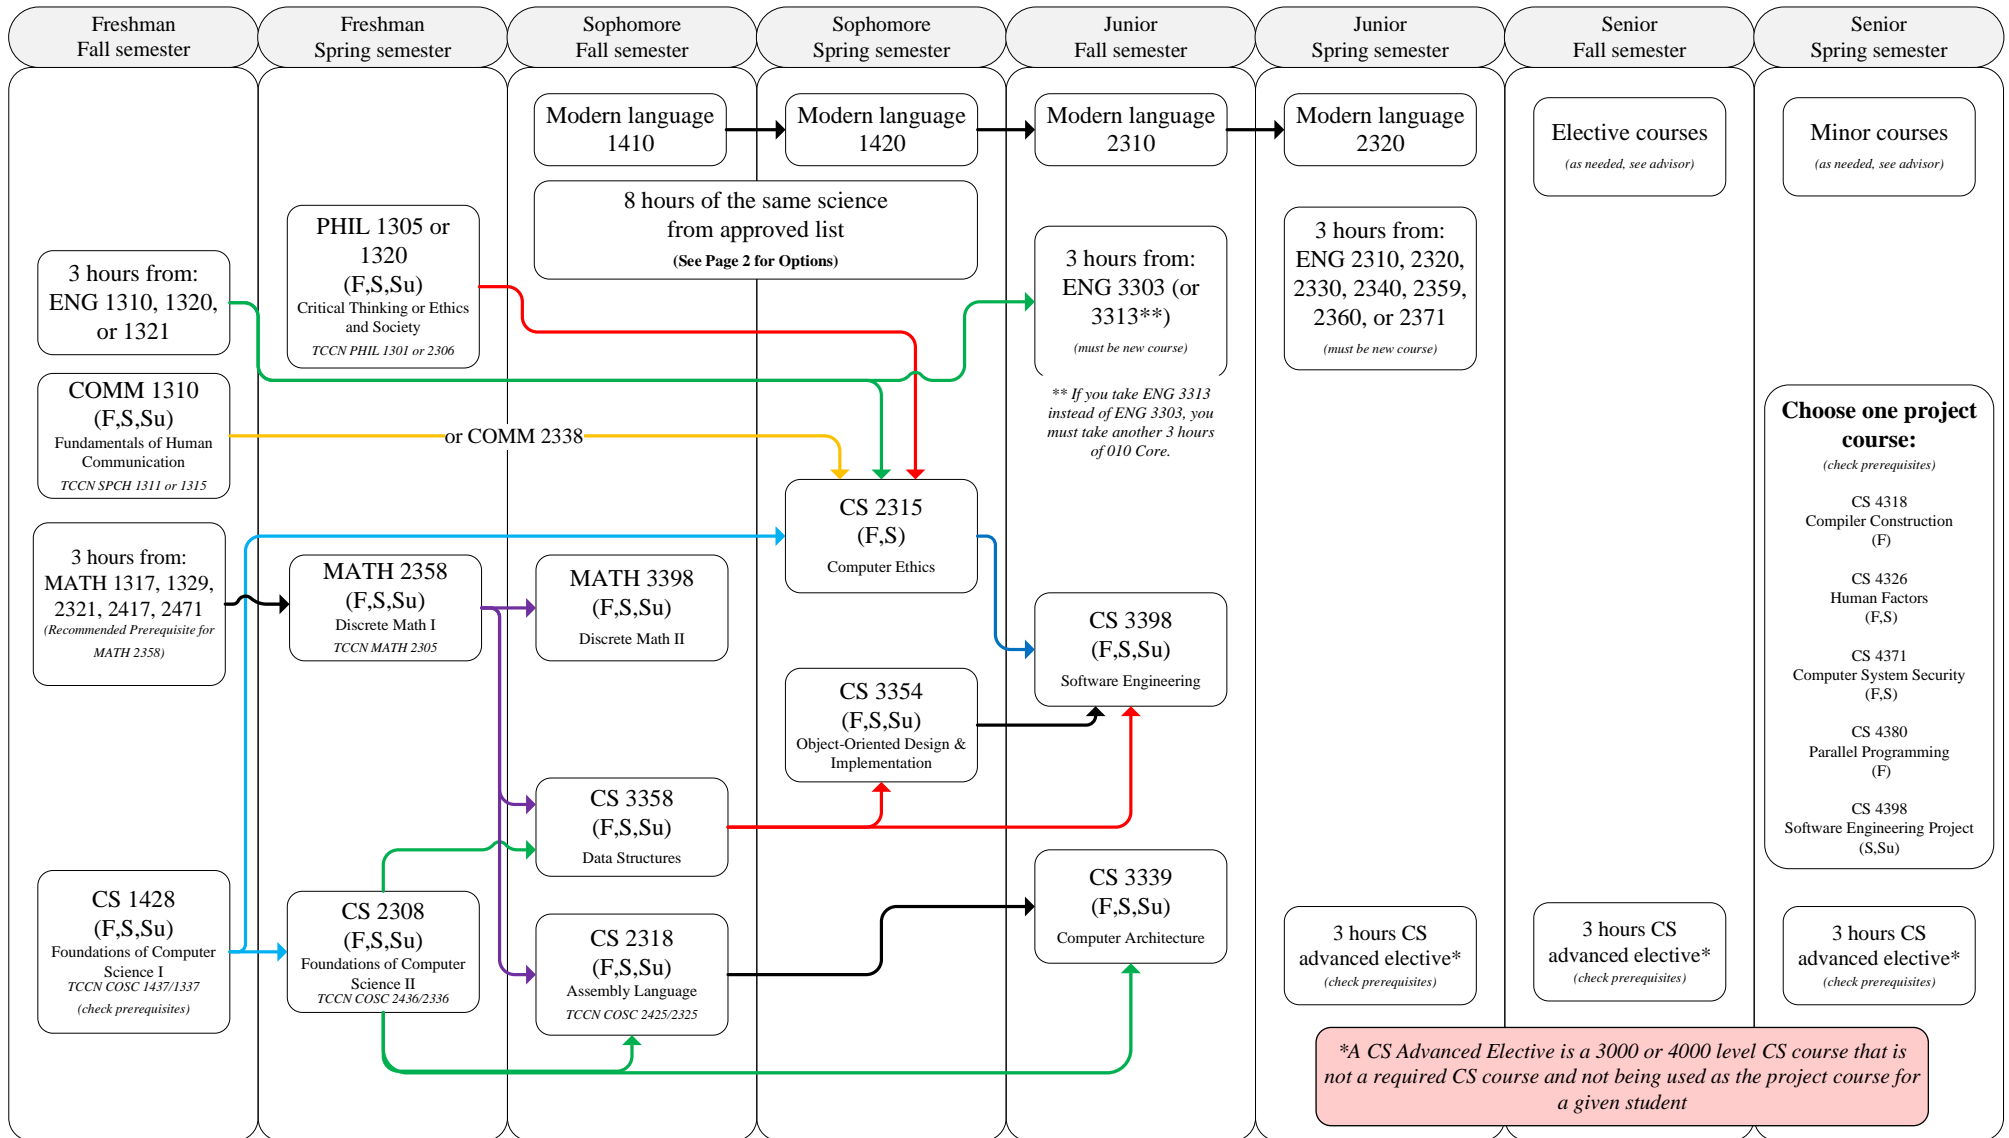 Freshman
Fall semester
Freshman
Spring semester
Sophomore
Fall semester
Sophomore
Spring semester
Junior
Fall semester
Junior
Spring semester
Senior
Fall semester
Senior
Spring semester
3 hours from:
ENG 1310, 1320,
or 1321
COMM 1310
(F,S,Su)
Fundamentals of Human
Communication
TCCN SPCH 1311 or 1315
3 hours from:
MATH 1317, 1329,
2321, 2417, 2471
(Recommended Prerequisite for
MATH 2358)
CS 1428
(F,S,Su)
Foundations of Computer
Science I
TCCN COSC 1437/1337
(check prerequisites)
PHIL 1305 or
1320
(F,S,Su)
Critical Thinking or Ethics
and Society
TCCN PHIL 1301 or 2306
or COMM 2338
MATH 2358
(F,S,Su)
Discrete Math I
TCCN MATH 2305
CS 2308
(F,S,Su)
Foundations of Computer
Science II
TCCN COSC 2436/2336
Modern language
1410
8 hours of the same science
from approved list
(See Page 2 for Options)
MATH 3398
(F,S,Su)
Discrete Math II
CS 3358
(F,S,Su)
Data Structures
CS 2318
(F,S,Su)
Assembly Language
TCCN COSC 2425/2325
Modern language
1420
CS 2315
(F,S)
Computer Ethics
CS 3354
(F,S,Su)
Object-Oriented Design &
Implementation
Modern language
2310
3 hours from:
ENG 3303 (or
3313**)
(must be new course)
** If you take ENG 3313
instead of ENG 3303, you
must take another 3 hours
of 010 Core.
CS 3398
(F,S,Su)
Software Engineering
CS 3339
(F,S,Su)
Computer Architecture
Modern language
2320
3 hours from:
ENG 2310, 2320,
2330, 2340, 2359,
2360, or 2371
(must be new course)
3 hours CS
advanced elective*
(check prerequisites)
Elective courses
(as needed, see advisor)
3 hours CS
advanced elective*
(check prerequisites)
Minor courses
(as needed, see advisor)
Choose one project
course:
(check prerequisites)
CS 4318
Compiler Construction
(F)
CS 4326
Human Factors
(F,S)
CS 4371
Computer System Security
(F,S)
CS 4380
Parallel Programming
(F)
CS 4398
Software Engineering Project
(S,Su)
3 hours CS
advanced elective*
(check prerequisites)
*A CS Advanced Elective is a 3000 or 4000 level CS course that is
not a required CS course and not being used as the project course for
a given student